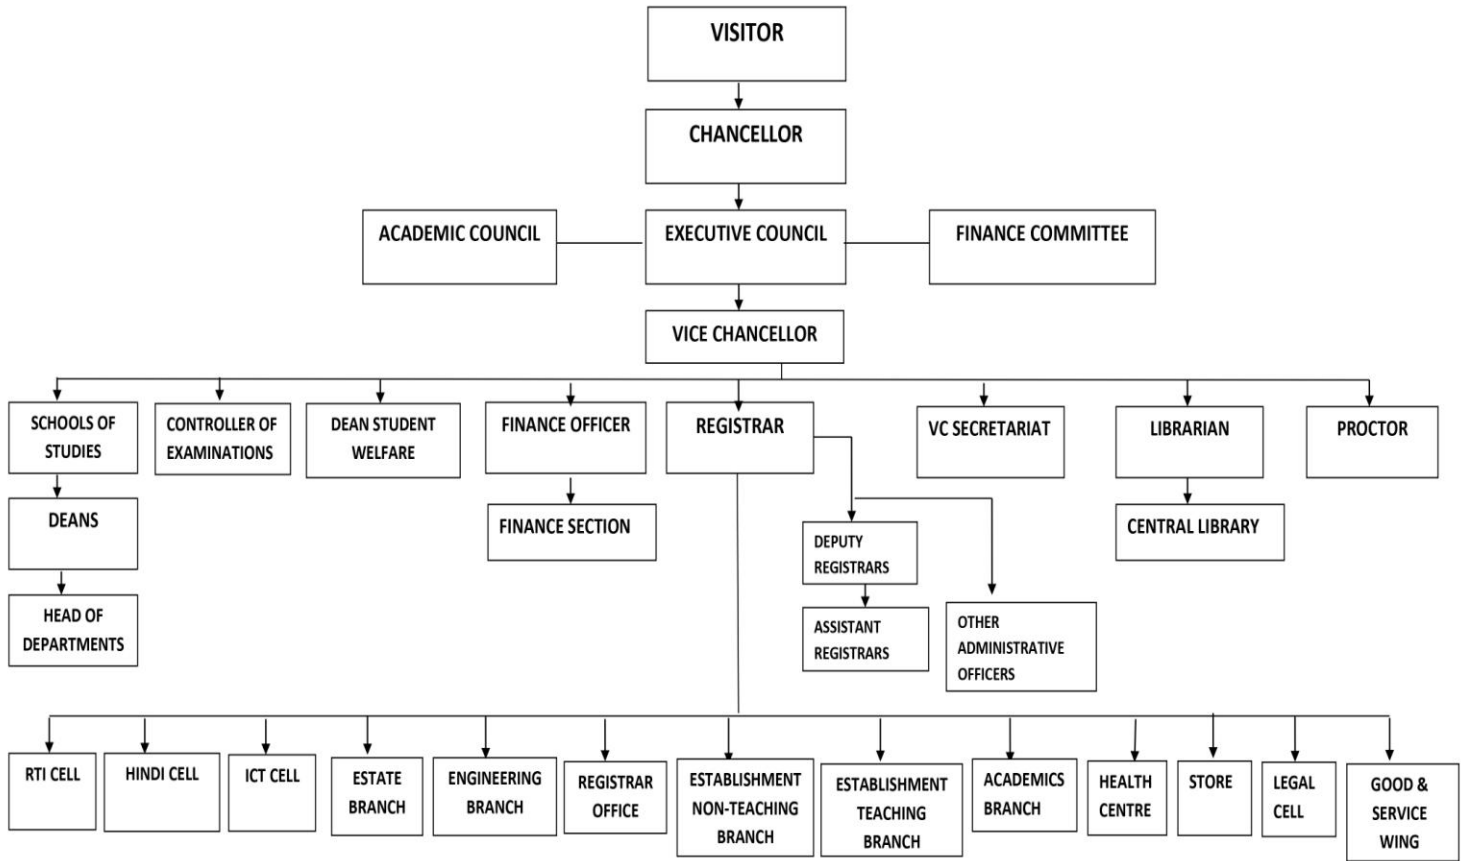 VISITOR
CHANCELLOR
ACADEMIC COUNCIL
EXECUTIVE COUNCIL
FINANCE COMMITTEE
VICE CHANCELLOR
SCHOOLS OF
STUDIES
CONTROLLER OF
EXAMINATIONS
DEAN STUDENT
WELFARE
FINANCE OFFICER
REGISTRAR
VC SECRETARIAT
LIBRARIAN
PROCTOR
DEANS
FINANCE SECTION
DEPUTY
REGISTRARS
CENTRAL LIBRARY
HEAD OF
DEPARTMENTS
ASSISTANT
REGISTRARS
OTHER
ADMINISTRATIVE
OFFICERS
RTI CELL
HINDI CELL
ICT CELL
ESTATE
BRANCH
ENGINEERING
BRANCH
REGISTRAR
OFFICE
ESTABLISHMENT
NON-TEACHING
BRANCH
ESTABLISHMENT
TEACHING
BRANCH
ACADEMICS
BRANCH
HEALTH
CENTRE
STORE
LEGAL
CELL
GOOD &
SERVICE
WING